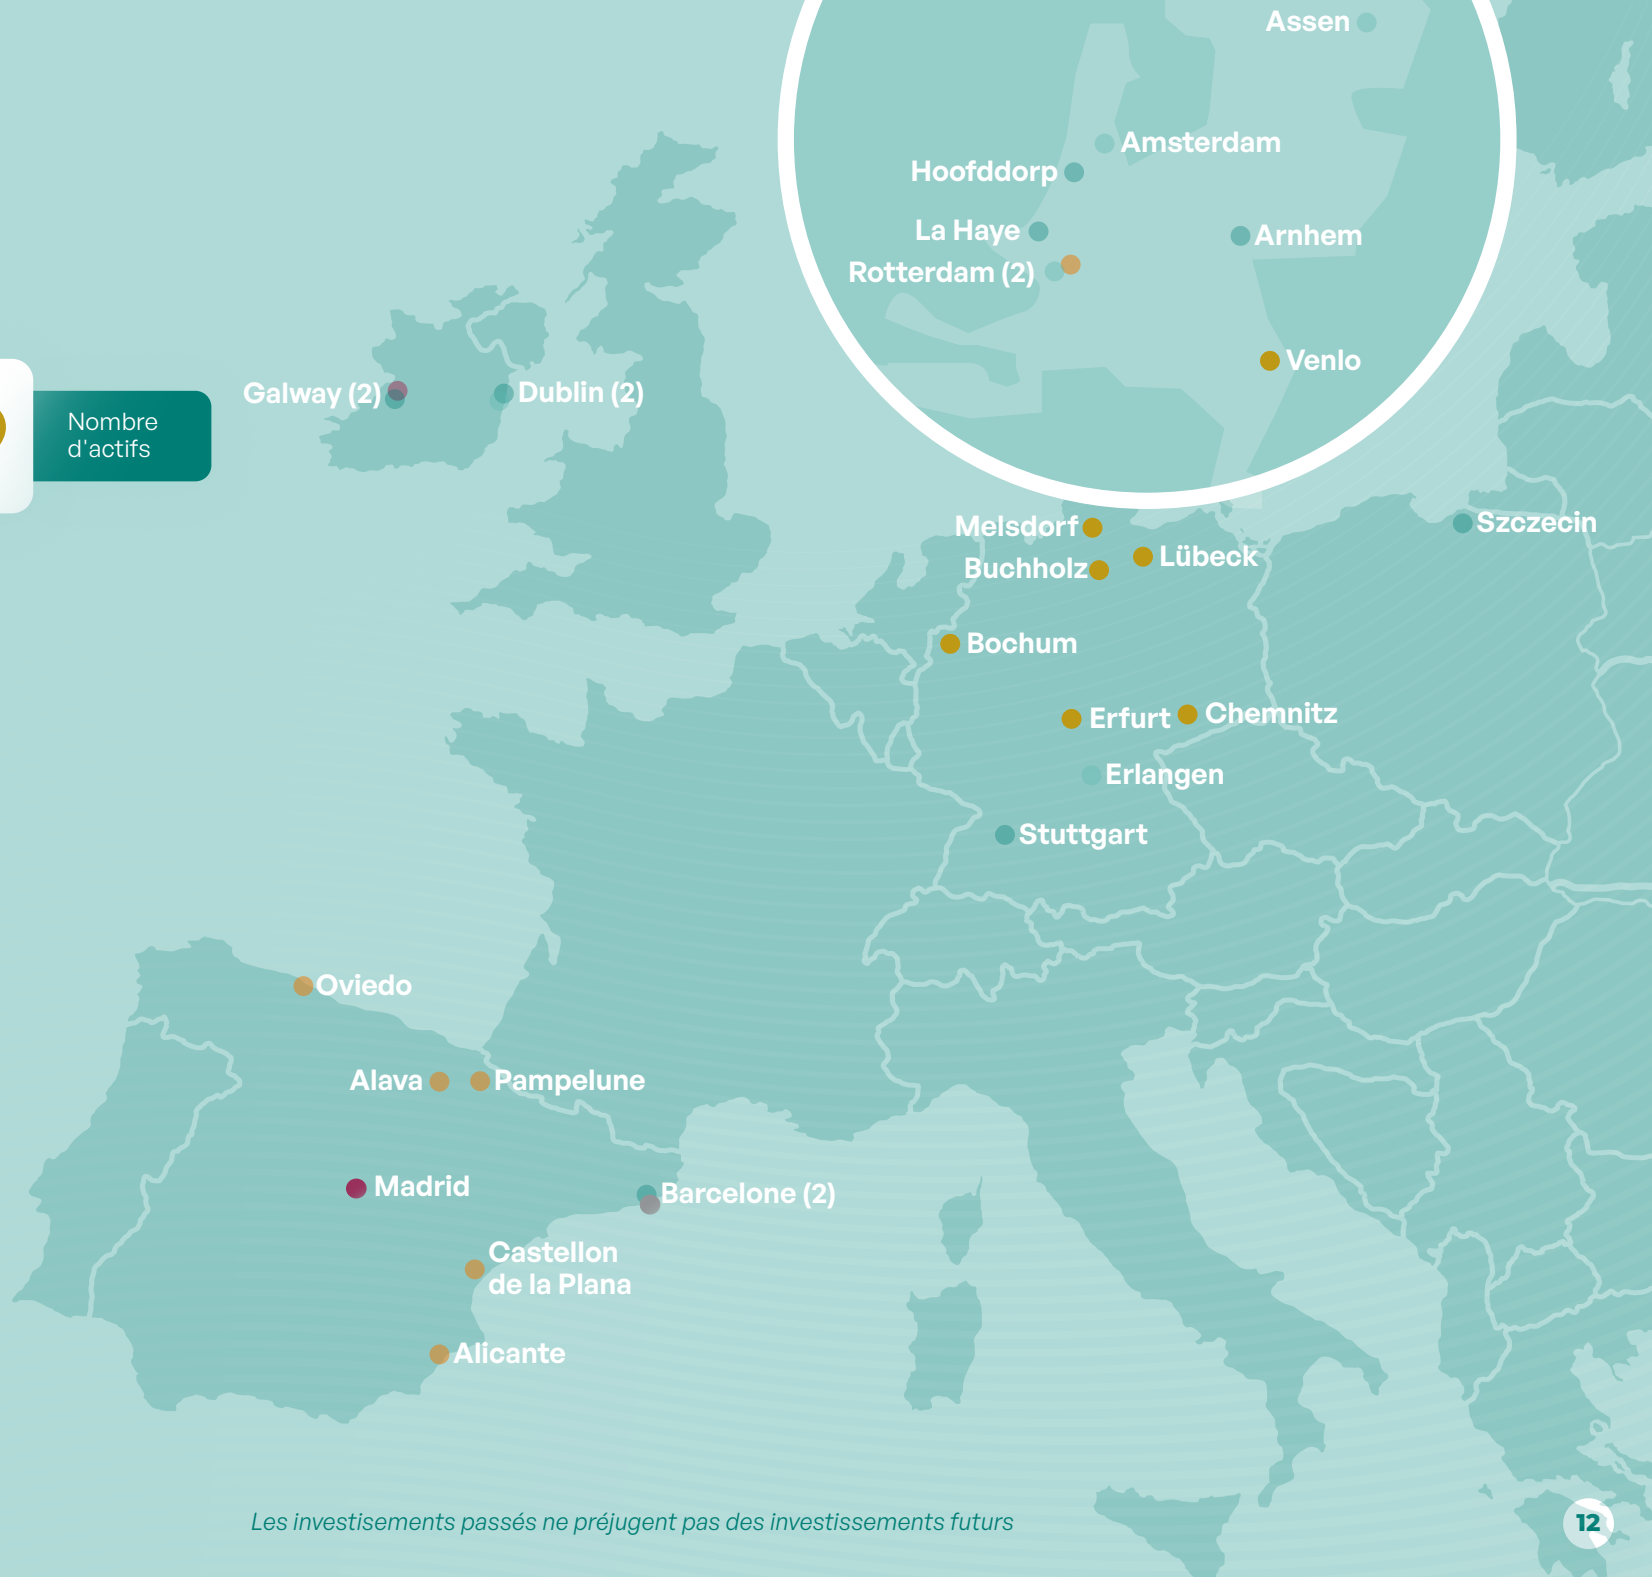 Assen
Amsterdam
Hoofddorp
La Haye
Arnhem
Rotterdam (2)
Venlo
Galway (2)
Dublin (2)
Nombre
d'actifs
Melsdorf
Szczecin
Lübeck
Buchholz
Bochum
Erfurt
Chemnitz
Erlangen
Stuttgart
Oviedo
Alava
Pampelune
Madrid
Barcelone (2)
Castellon
de la Plana
Alicante
Les investisements passés ne préjugent pas des investissements futurs
12